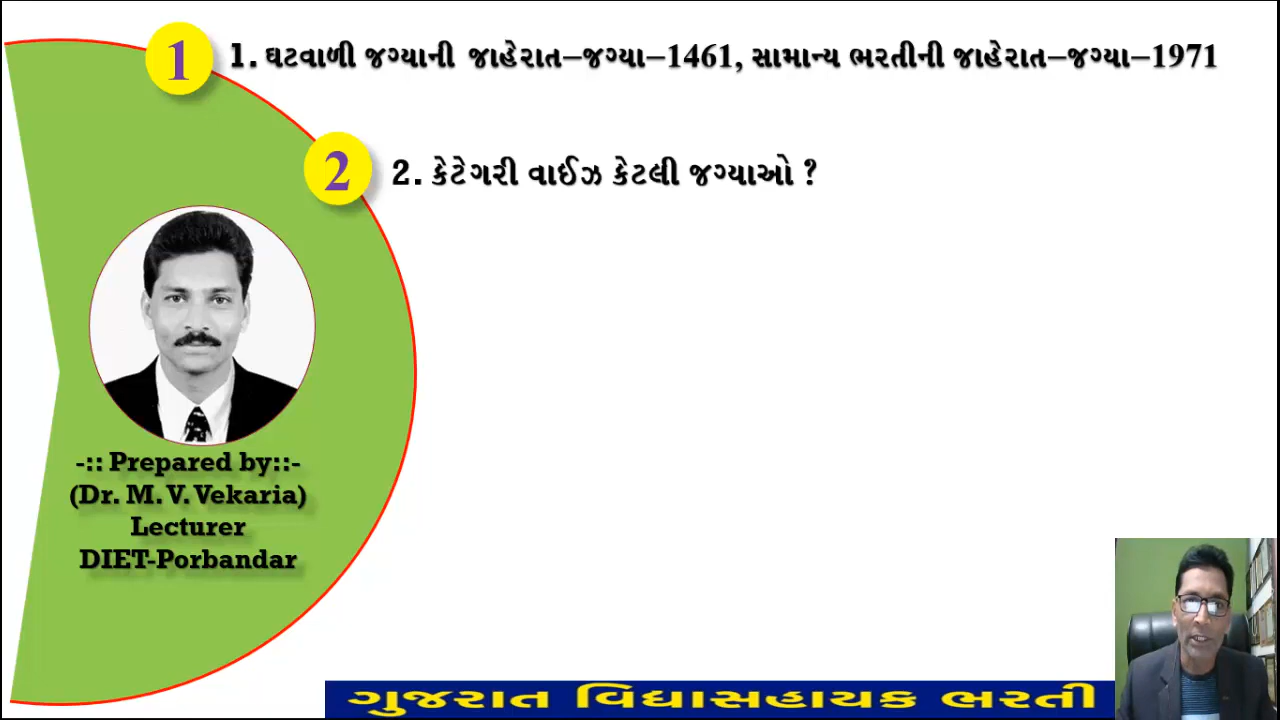 1
1. ઘટવાળી જગ્યાની જાહેરાત–જગ્યા–1461, સામાન્ય ભરતીની જાહેરાત–જગ્યા–1971
2
2. કેટેગરી વાઈઝ કેટલી જગ્યાઓ ?
-:: Prepared by::-
(Dr. M. V. Vekaria)
Lecturer
DIET-Porbandar
ગુજરાત વિદ્યાસહાયક ભરતી